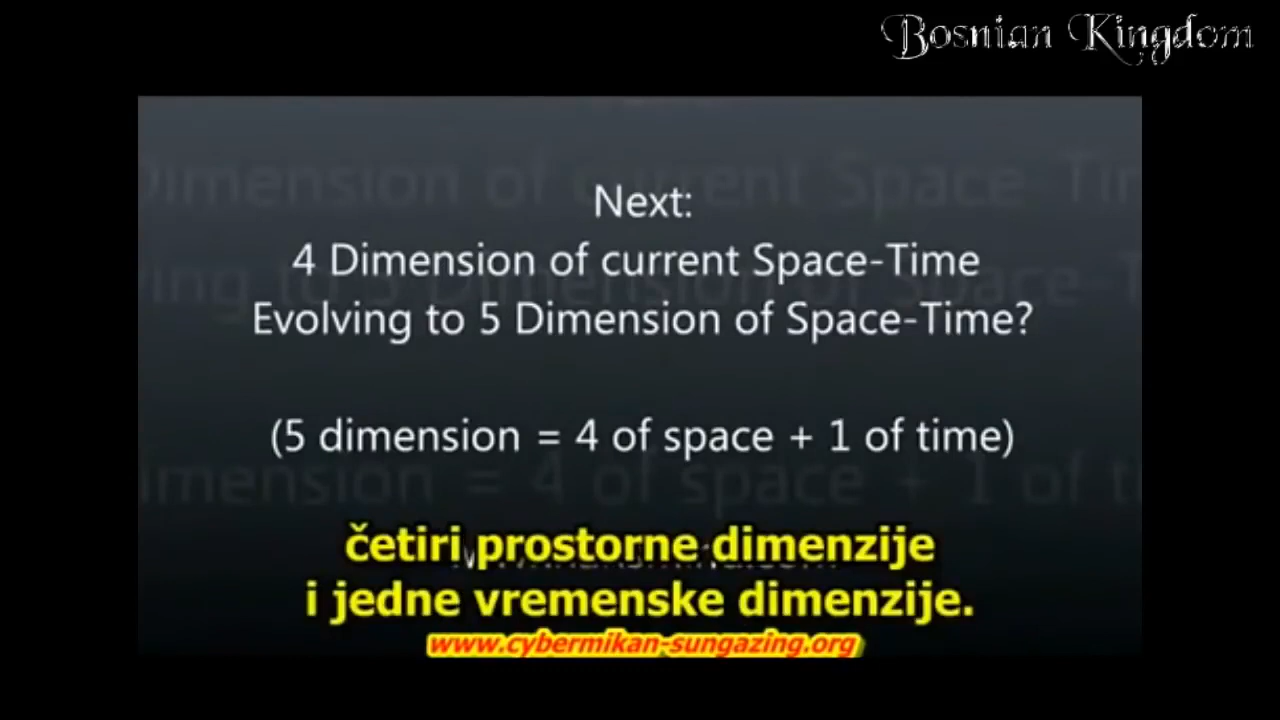 Bosnian Kingdom
Next:
4 Dimension of current Space-Time
Evolving to 5 Dimension of Space-Time?
(5 dimension = 4 of space + 1 of time)
četiri prostorne dimenzije
i jedne vremenske dimenzije.
www.cybermikan-sungazing.org